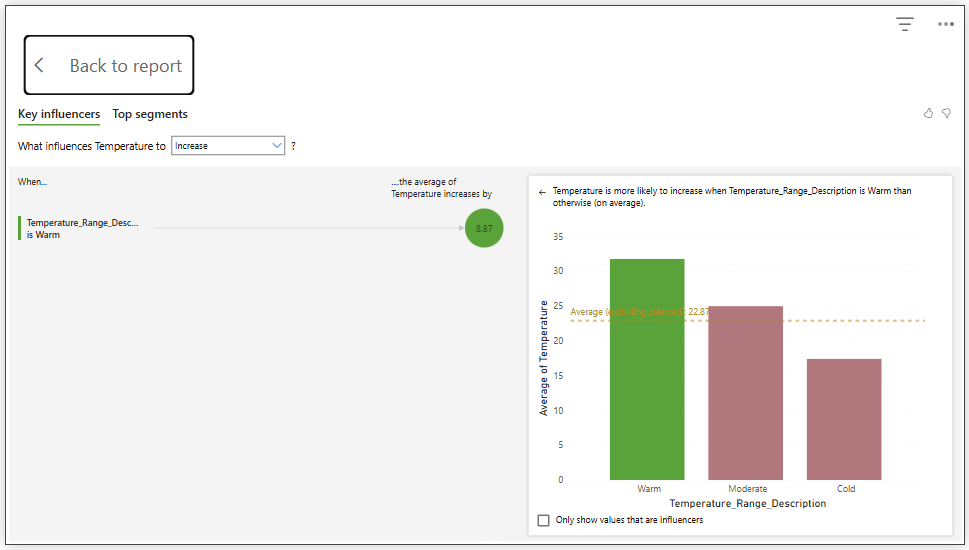 Back to report
Key influencers Top segments
What influences Temperature to Increase ?
When...
....the average of
Temperature increases by
Temperature_Range_Desc...
is Warm
8.87
Temperature is more likely to increase when Temperature_Range_Description is Warm than
otherwise (on average).
35
30
25
20
15
10
5
0
Average of Temperature
Average (excluding selected): 22.87
Warm Moderate Cold
Temperature_Range_Description
Only show values that are influencers